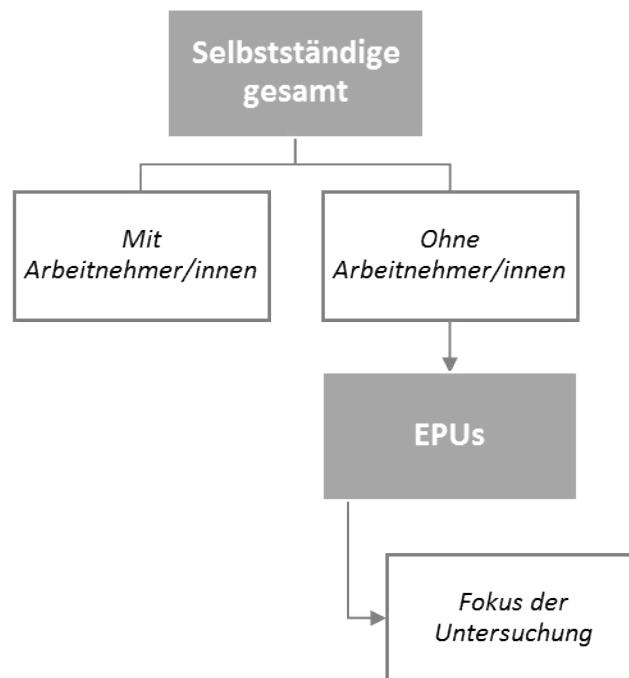 Selbstständige
gesamt
Mit
Arbeitnehmer/innen
Ohne
Arbeitnehmer/innen
EPUs
Fokus der
Untersuchung